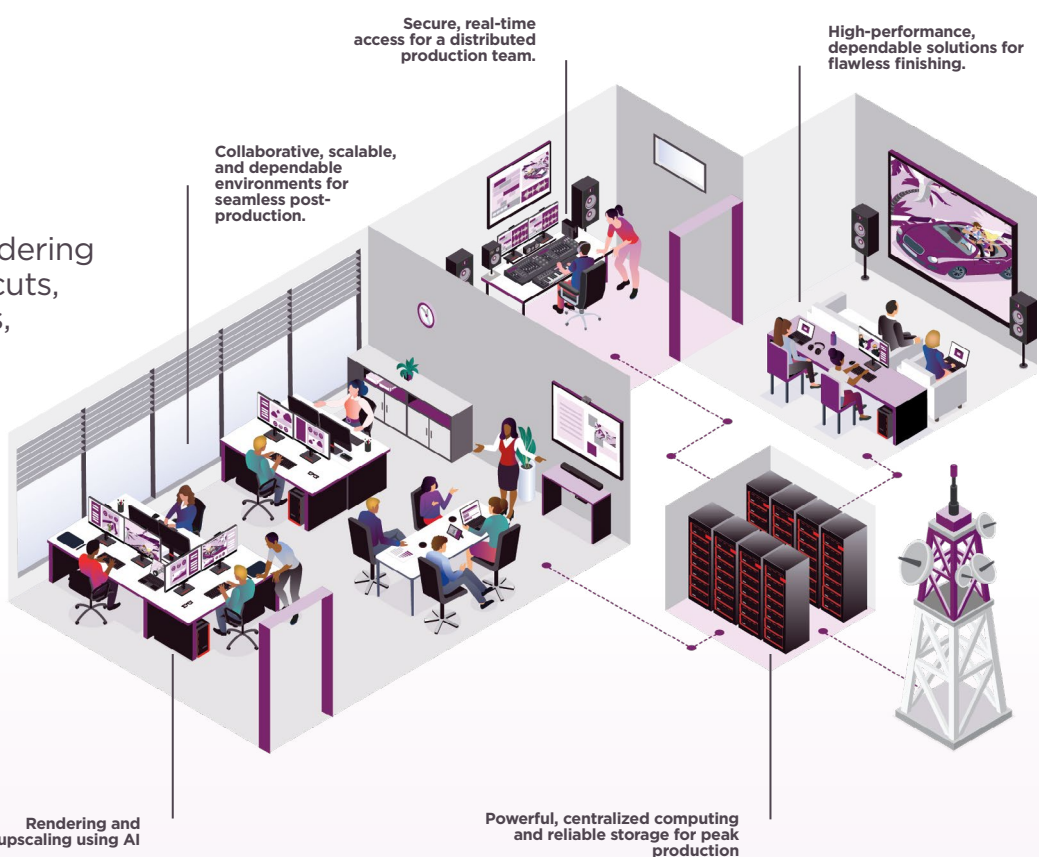 Secure, real-time
access for a distributed
production team.
High-performance,
dependable solutions for
flawless finishing.
Collaborative, scalable,
and dependable
environments for
seamless post-
production.
dering
cuts,
s,
Rendering and
upscaling using AI
Powerful, centralized computing
and reliable storage for peak
production